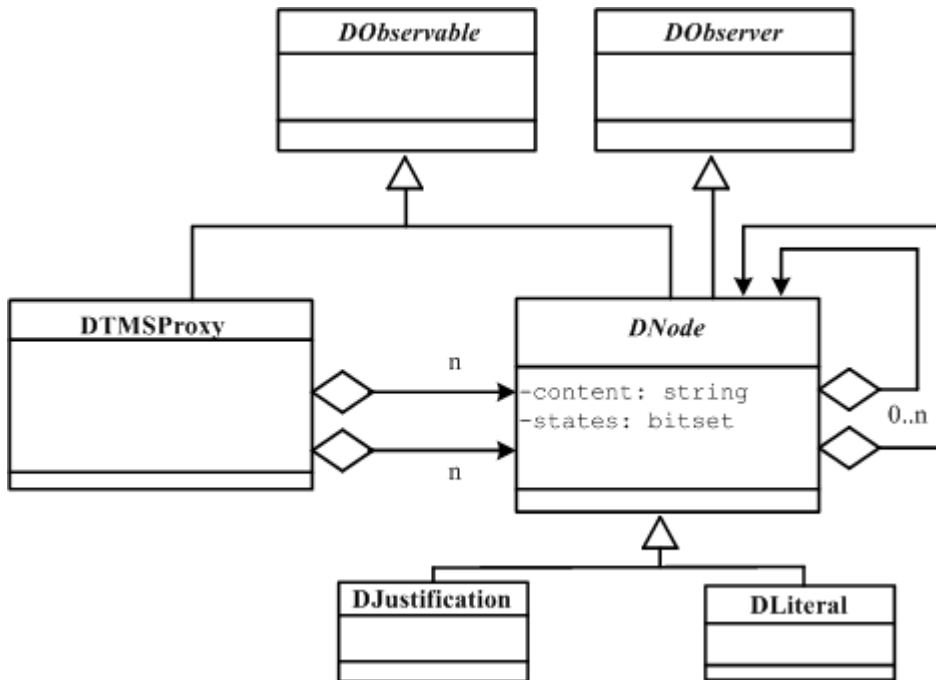 DObservable
DObserver
DTMSProxy
DNode
n
-content: string
-states: bitset
0..n
n
DJustification
DLiteral